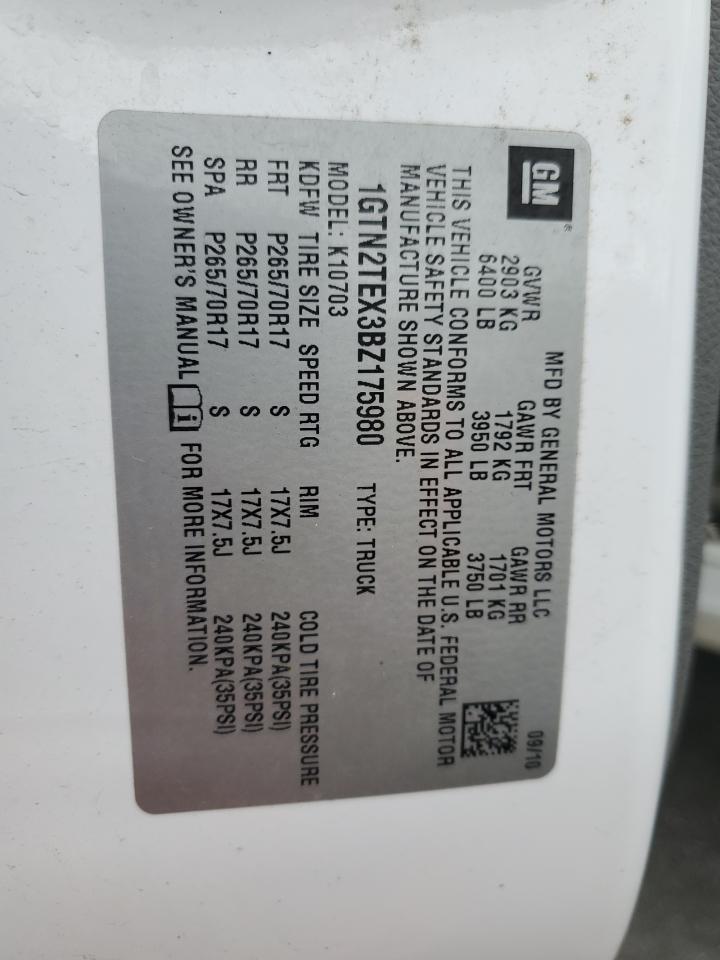 GM®
MFD BY GENERAL MOTORS LLC 09/10
GVWR GAWR FRT GAWR RR
2903 KG 1792 KG 1701 KG
6400 LB 3950 LB 3750 LB
THIS VEHICLE CONFORMS TO ALL APPLICABLE U.S. FEDERAL MOTOR
VEHICLE SAFETY STANDARDS IN EFFECT ON THE DATE OF
MANUFACTURE SHOWN ABOVE.
1GTN2TEX3BZ175980 TYPE: TRUCK
MODEL: K10703
KDFW TIRE SIZE SPEED RTG RIM COLD TIRE PRESSURE
FRT P265/70R17 S 17X7.5J 240KPA(35PSI)
RR P265/70R17 S 17X7.5J 240KPA(35PSI)
SPA P265/70R17 S 17X7.5J 240KPA(35PSI)
SEE OWNER'S MANUAL i FOR MORE INFORMATION.